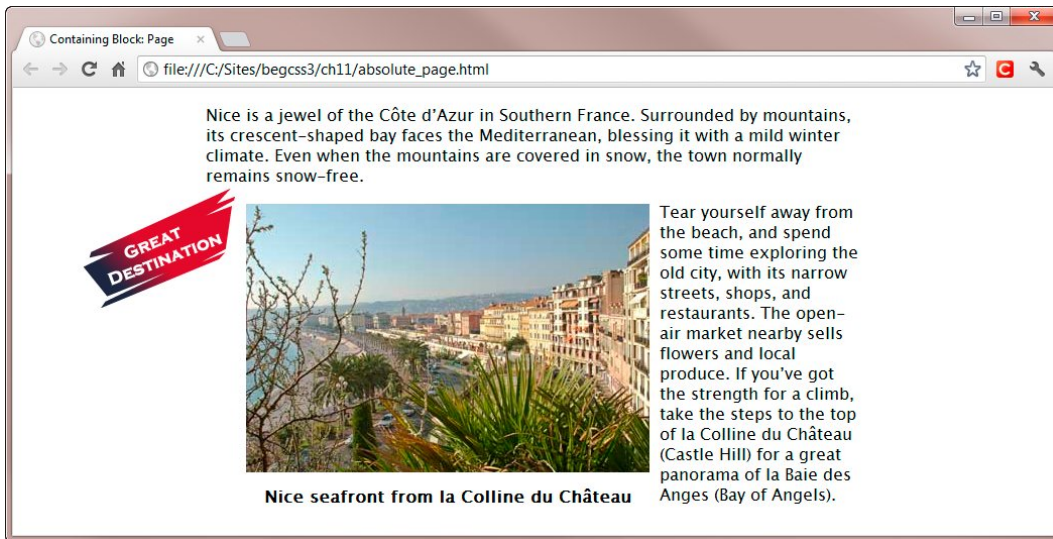 Containing Block: Page
file:///C:/Sites/begcss3/ch11/absolute_page.html
Nice is a jewel of the Côte d’Azur in Southern France. Surrounded by mountains,
its crescent-shaped bay faces the Mediterranean, blessing it with a mild winter
climate. Even when the mountains are covered in snow, the town normally
remains snow-free.
GREAT
DESTINATION
Tear yourself away from
the beach, and spend
some time exploring the
old city, with its narrow
streets, shops, and
restaurants. The open-
air market nearby sells
flowers and local
produce. If you’ve got
the strength for a climb,
take the steps to the top
of la Colline du Château
(Castle Hill) for a great
panorama of la Baie des
Anges (Bay of Angels).
Nice seafront from la Colline du Château